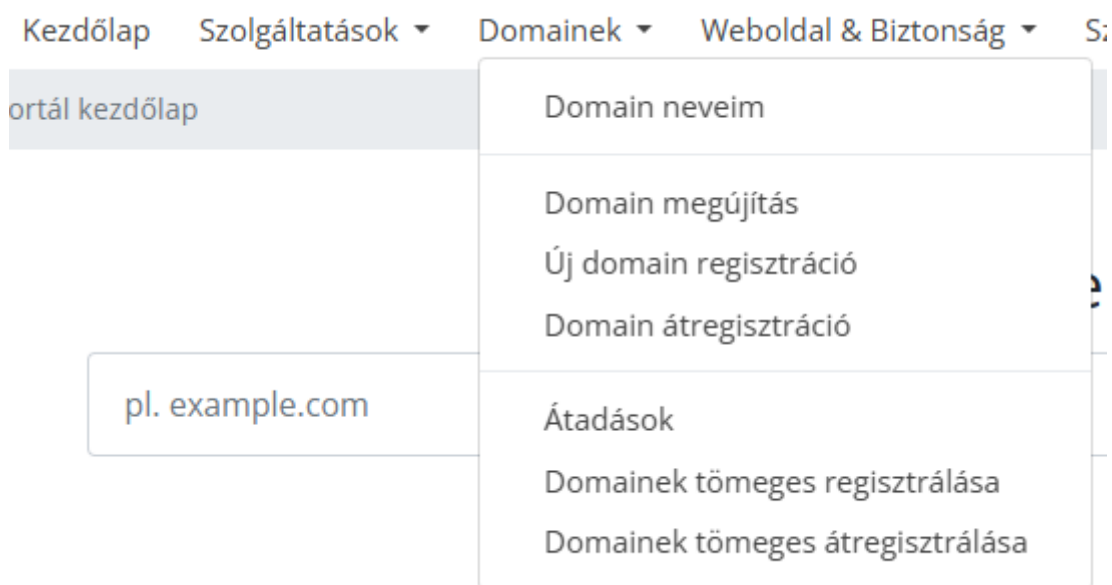 Kezdőlap Szolgáltatások Domainek Weboldal & Biztonság
ortál kezdőlap
Domain neveim
Domain megújítás
Új domain regisztráció
Domain átregisztráció
pl. example.com
Átadások
Domainek tömeges regisztrálása
Domainek tömeges átregisztrálása